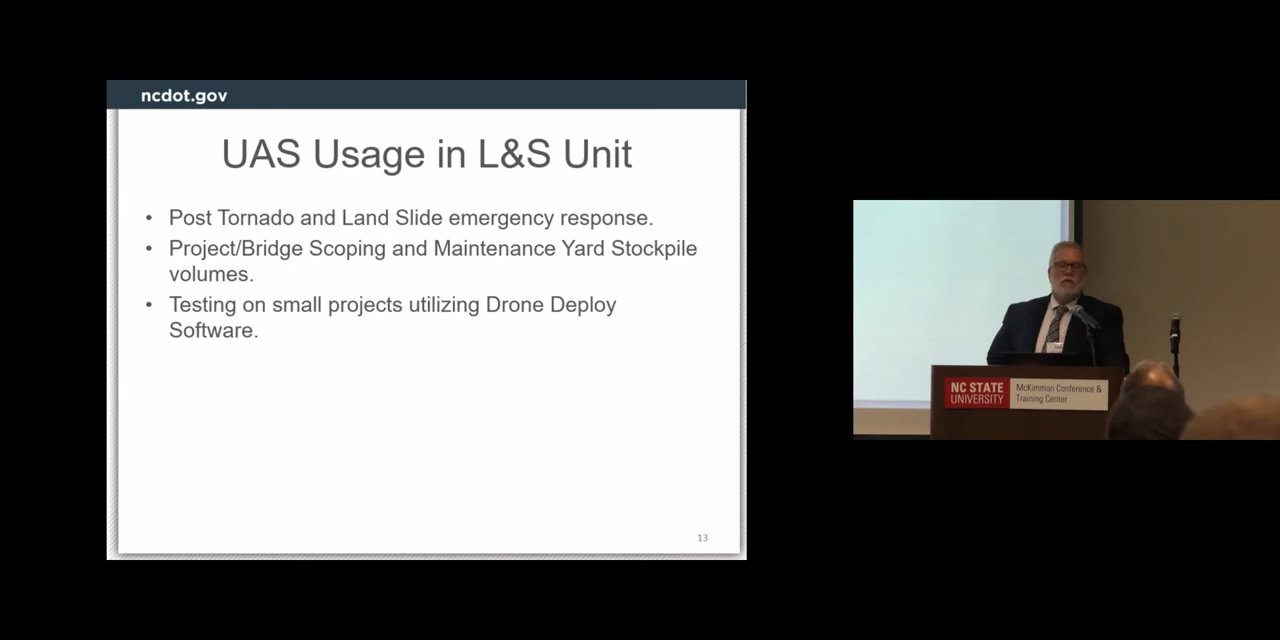 ncdot.gov
UAS Usage in L&S Unit
• Post Tornado and Land Slide emergency response.
• Project/Bridge Scoping and Maintenance Yard Stockpile
volumes.
• Testing on small projects utilizing Drone Deploy
Software.
13
NC STATE
UNIVERSITY
McKimmon Conference &
Training Center